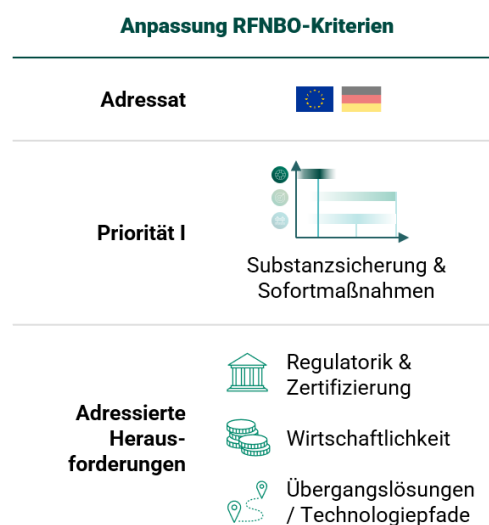 Anpassung RFNBO-Kriterien
Adressat
Priorität I
Substanzsicherung &
Sofortmaßnahmen
Adressierte
Heraus-
forderungen
Regulatorik &
Zertifizierung
Wirtschaftlichkeit
Übergangslösungen
/ Technologiepfade